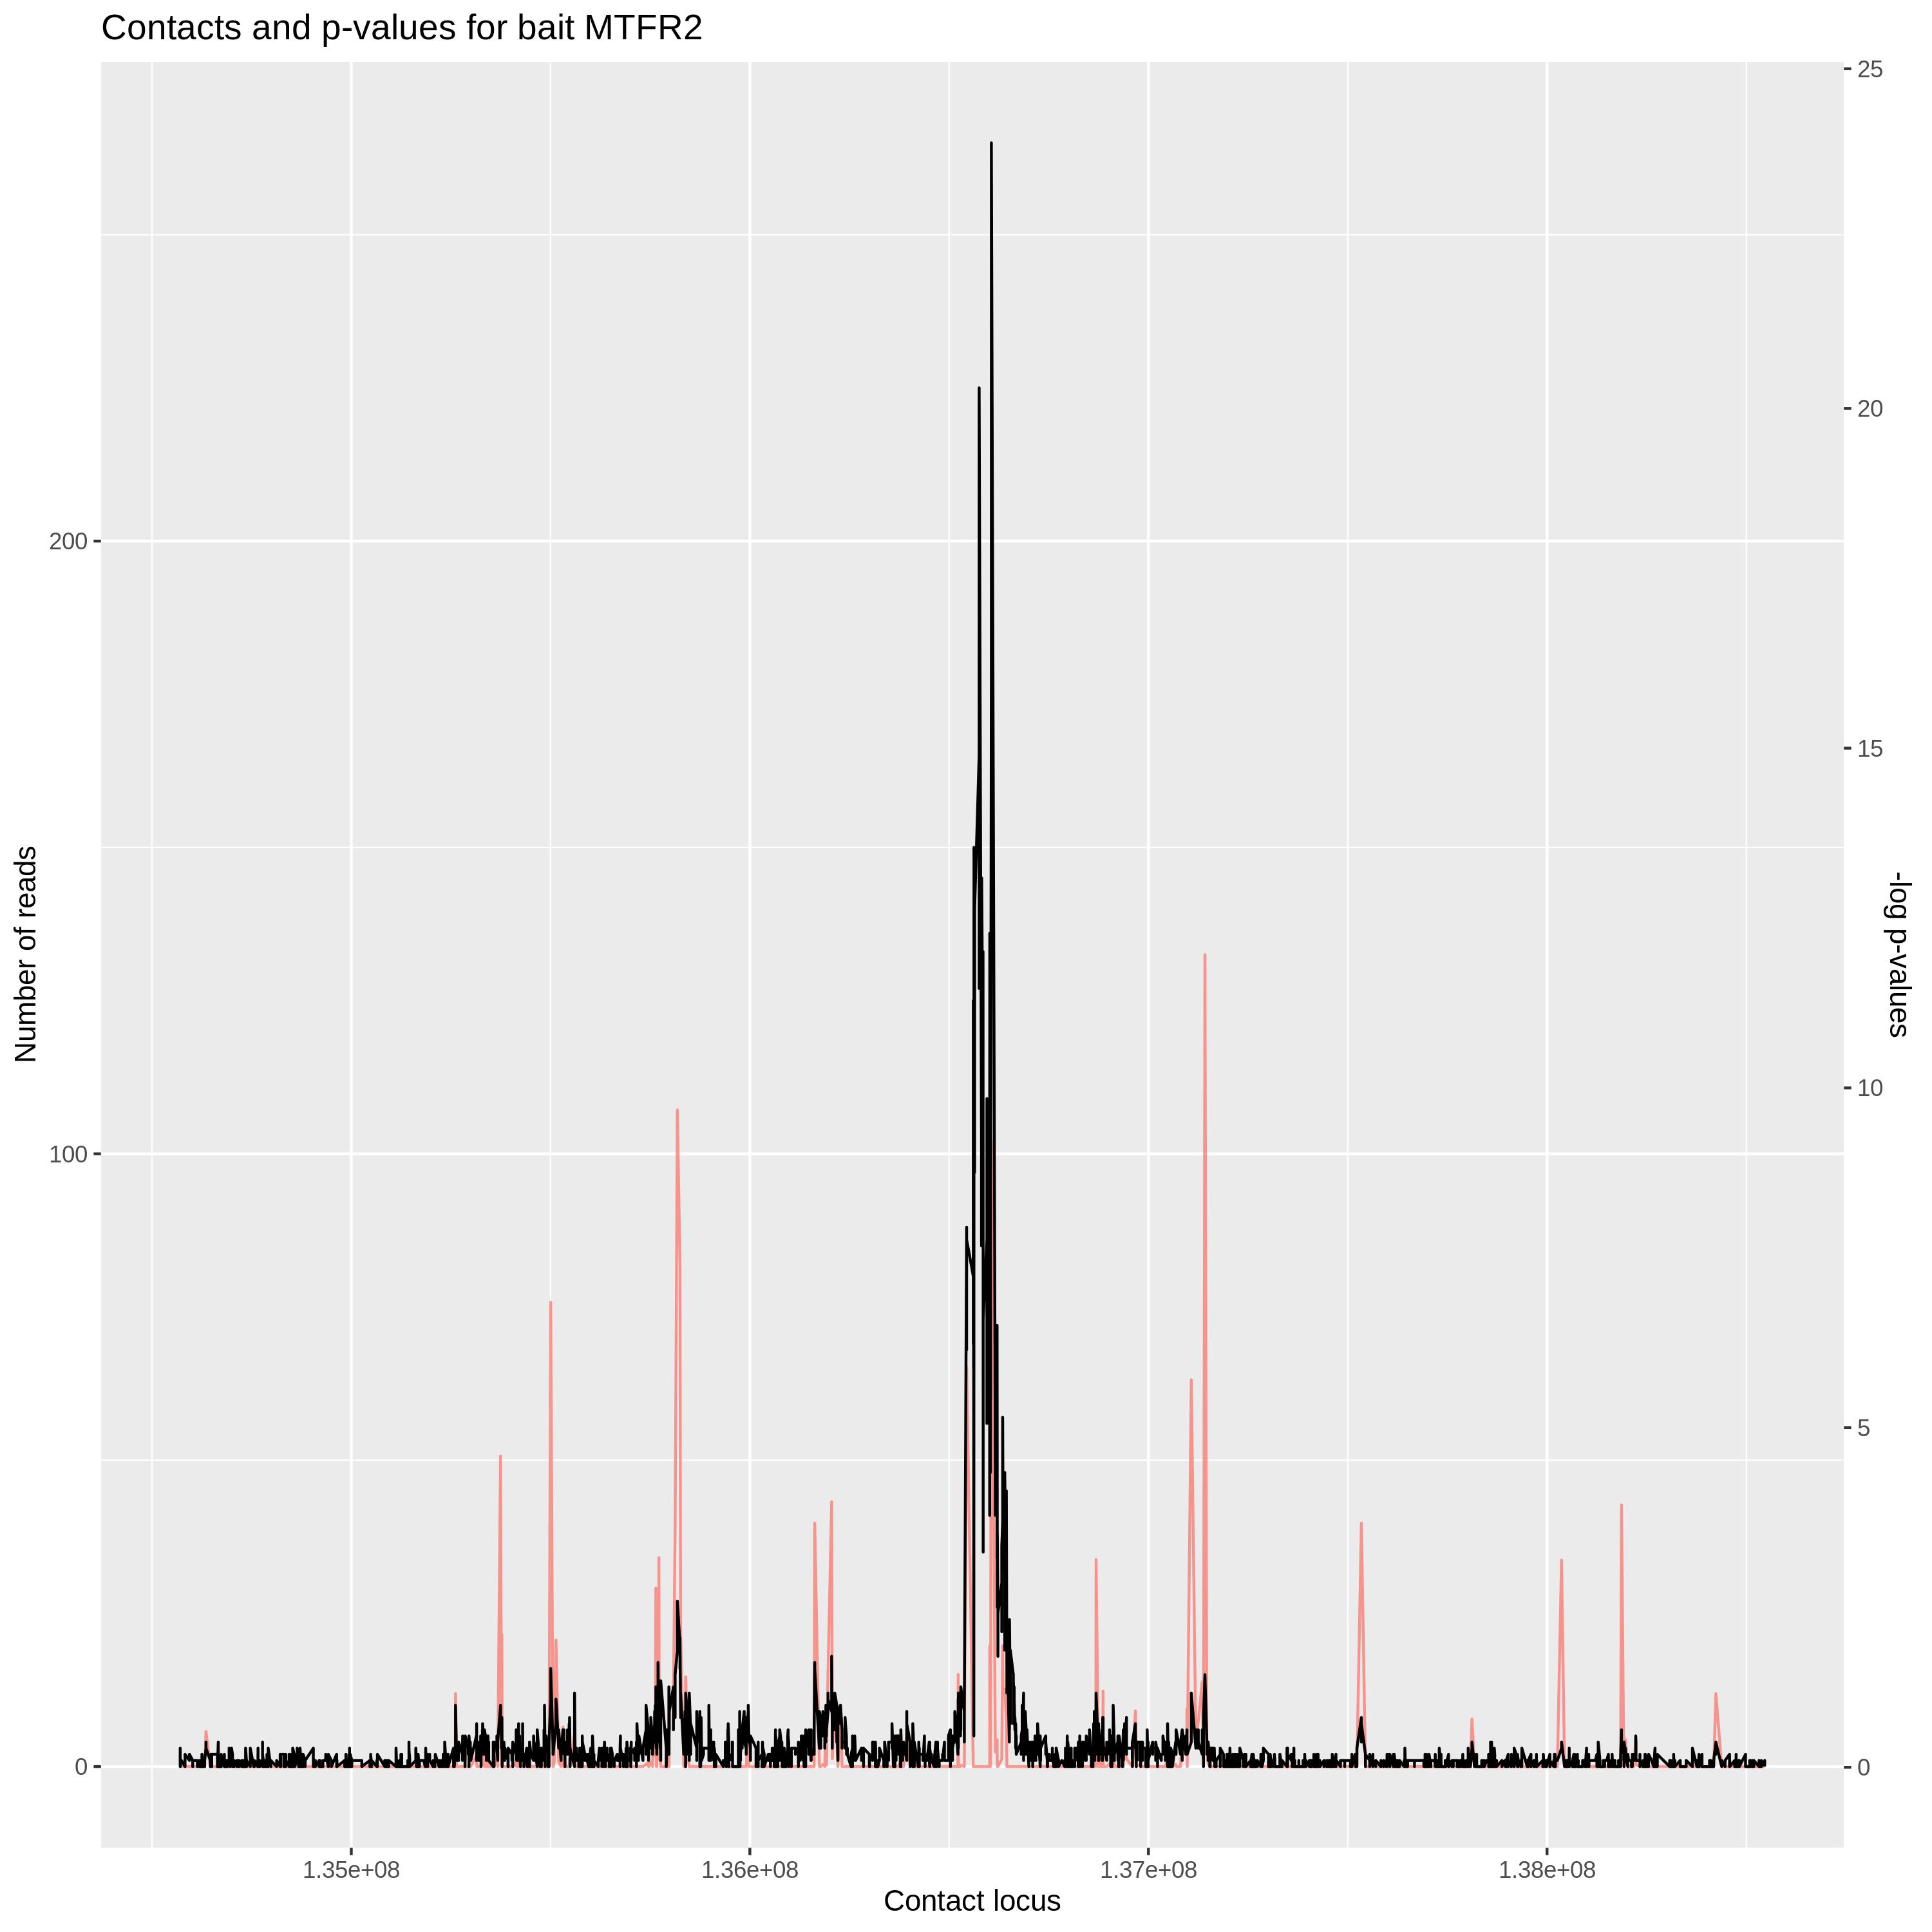 Contacts and p-values for bait MTFR2
25
20
200
15
Number of reads
-log p-values
10
100
5
0
0
1.35e+08
1.36e+08
1.37e+08
1.38e+08
Contact locus